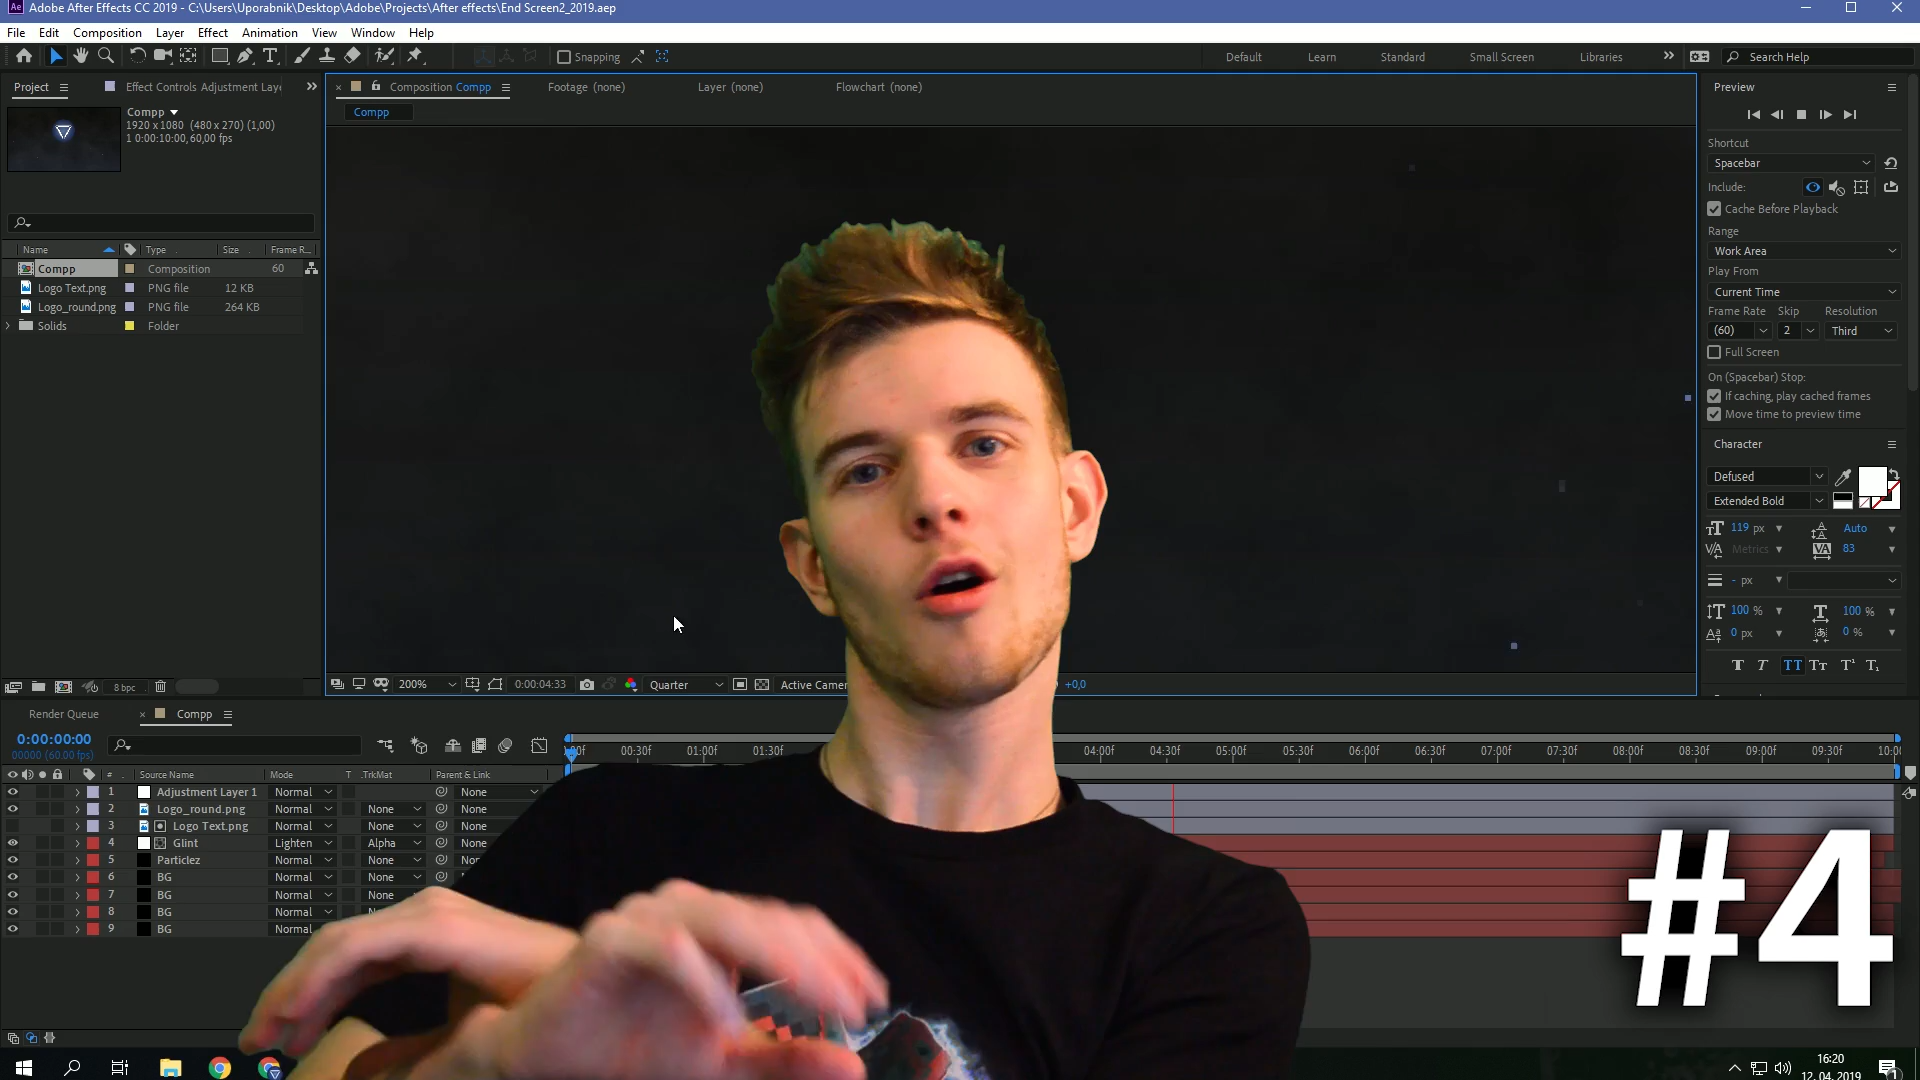 Adobe After Effects CC 2019 - C:\Users\Uporabnik\Desktop\Adobe\Projects\After effects\End Screen2_2019.aep
File Edit Composition Layer Effect Animation View Window Help
Snapping Default Learn Standard Small Screen Libraries Search Help
Project Effect Controls Adjustment Laye
Compp
1920 x 1080 (480 x 270) (1,00)
1 0:00:10:00, 60,00 fps
Name Type Size Frame R...
Compp Composition 60
Logo Text.png PNG file 12 KB
Logo_round.png PNG file 264 KB
Solids Folder
8 bpc
Composition Compp Footage (none) Layer (none) Flowchart (none)
Compp
200% 0:00:04:33 Quarter Active Camer +0,0
Preview
Shortcut
Spacebar
Include:
Cache Before Playback
Range
Work Area
Play From
Current Time
Frame Rate Skip Resolution
(60) 2 Third
Full Screen
On (Spacebar) Stop:
If caching, play cached frames
Move time to preview time
Character
Defused
Extended Bold
119 px Auto
Metrics 83
- px
100 % 100 %
0 px 0 %
Render Queue Compp
0:00:00:00
00000 (60.00 fps)
00f 00:30f 01:00f 01:30f 04:00f 04:30f 05:00f 05:30f 06:00f 06:30f 07:00f 07:30f 08:00f 08:30f 09:00f 09:30f 10:0
# Source Name Mode T .TrkMat Parent & Link
1 Adjustment Layer 1 Normal None
2 Logo_round.png Normal None None
3 Logo Text.png Normal None None
4 Glint Lighten Alpha None
5 Particlez Normal None Nor
6 BG Normal None
7 BG Normal None
8 BG Normal
9 BG Normal
#4
16:20
12. 04. 2019
1